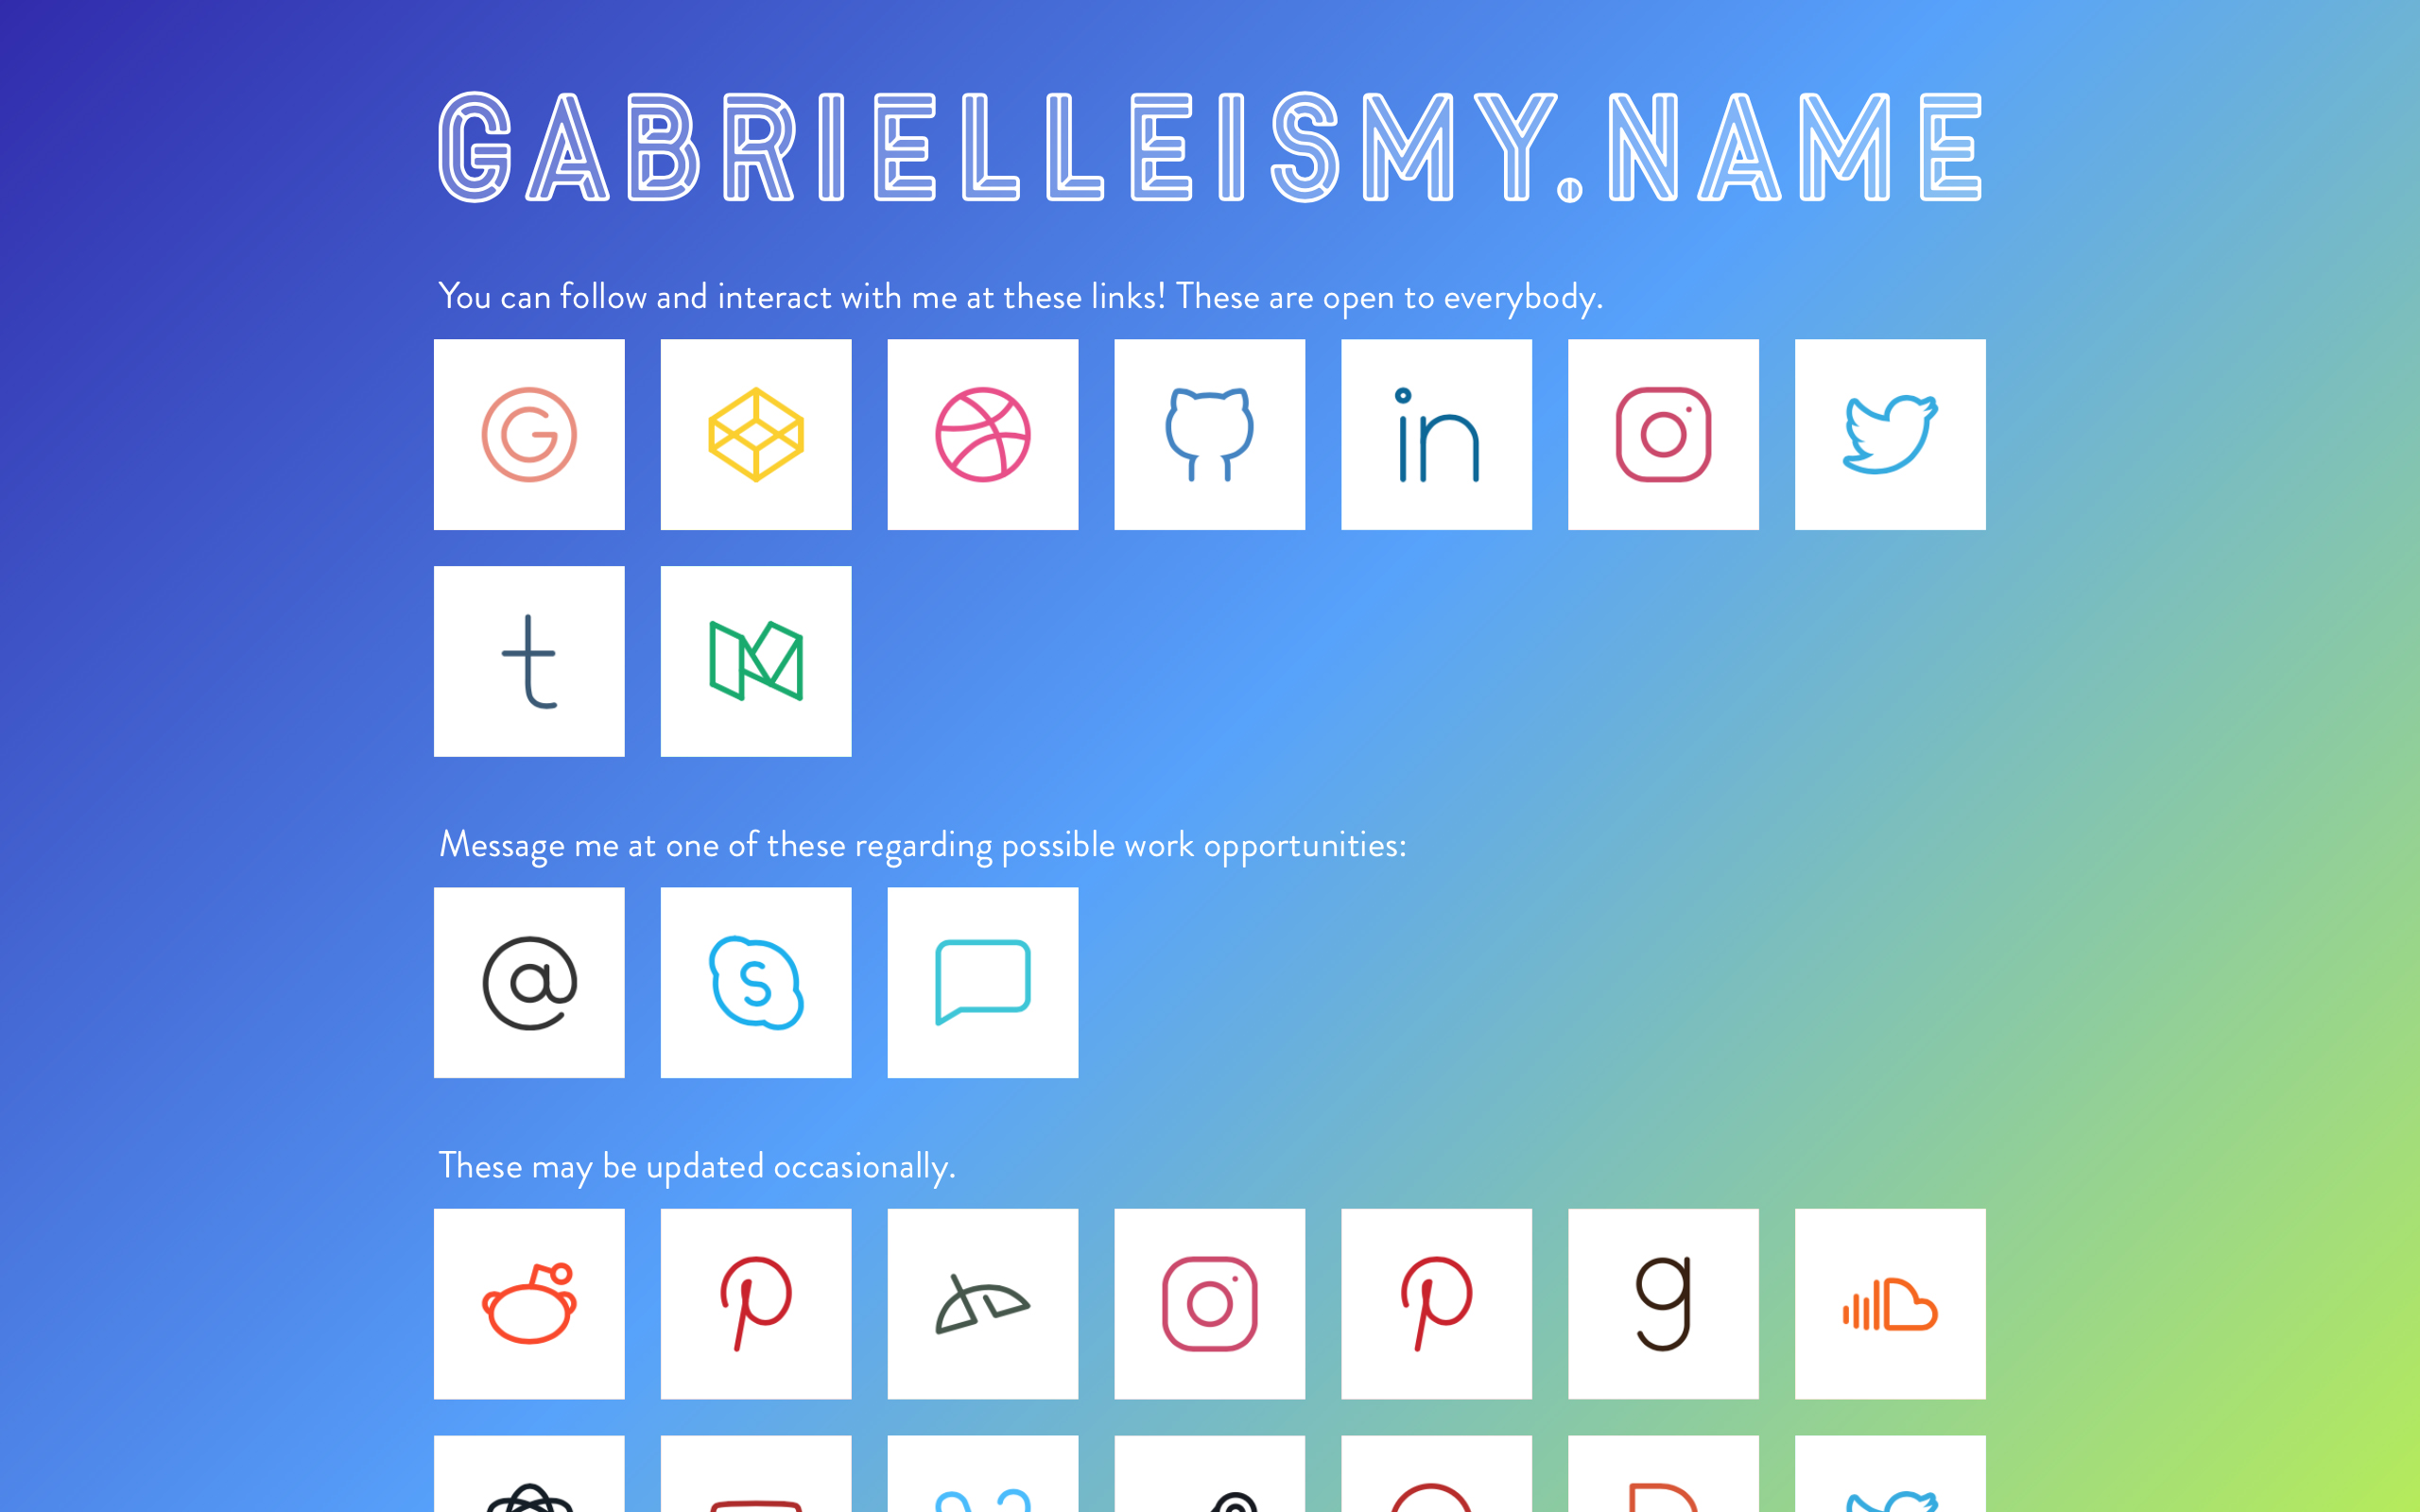 GABRIELLEISMY.NAME
You can follow and interact with me at these links! These are open to everybody.
Message me at one of these regarding possible work opportunities:
These may be updated occasionally.